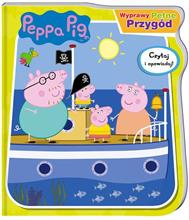 Peppa Pig
Wyprawy Pełne
Przygód
Czytaj
i opowiadaj!